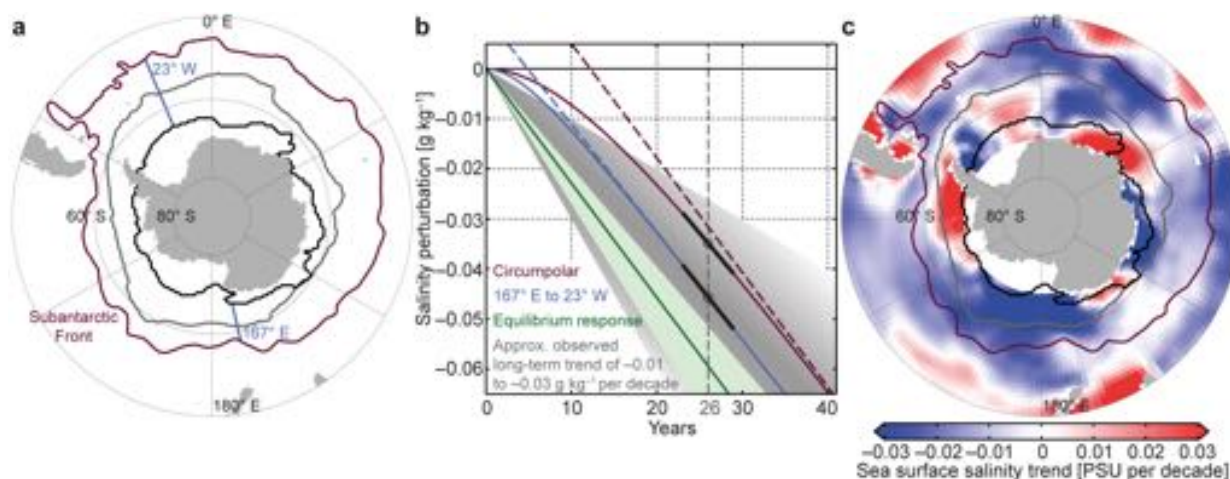 a
0° E
23° W
60° S
80° S
Subantarctic
Front
167° E
180° E
b
Salinity perturbation [g kg⁻¹]
0
−0.01
−0.02
−0.03
−0.04
−0.05
−0.06
Circumpolar
167° E to 23° W
Equilibrium response
Approx. observed
long-term trend of −0.01
to −0.03 g kg⁻¹ per decade
0 10 20 26 30 40
Years
c
0° E
60° S
80° S
180° E
−0.03 −0.02 −0.01 0 0.01 0.02 0.03
Sea surface salinity trend [PSU per decade]